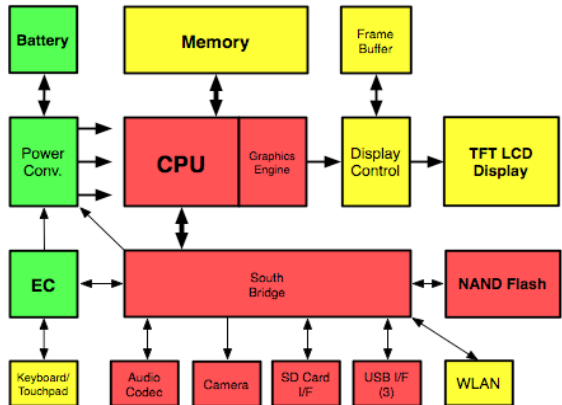 Battery
Memory
Frame
Buffer
Power
Conv.
CPU
Graphics
Engine
Display
Control
TFT LCD
Display
EC
South
Bridge
NAND Flash
Keyboard/
Touchpad
Audio
Codec
Camera
SD Card
I/F
USB I/F
(3)
WLAN